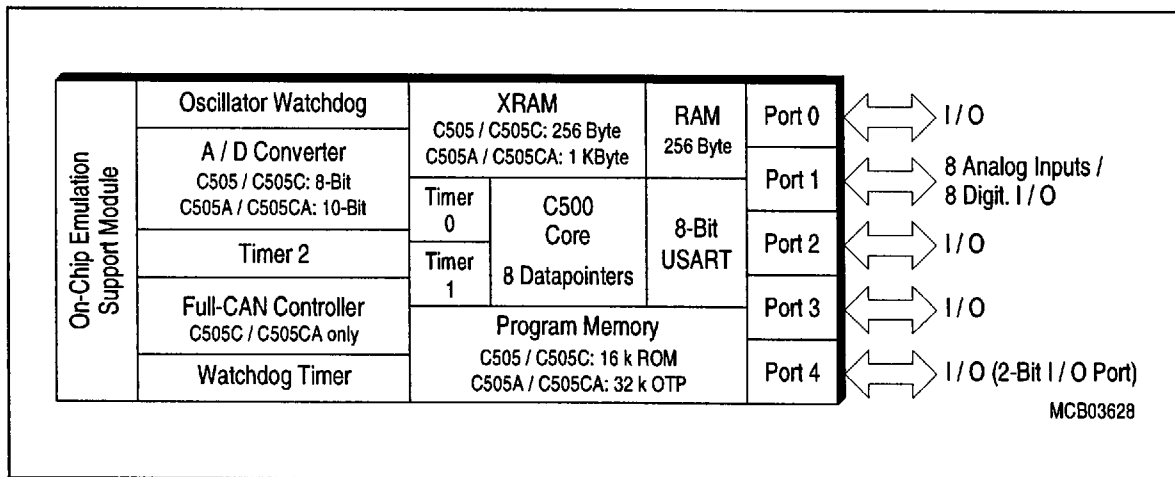 On-Chip Emulation
Support Module
Oscillator Watchdog
A / D Converter
C505 / C505C: 8-Bit
C505A / C505CA: 10-Bit
Timer 2
Full-CAN Controller
C505C / C505CA only
Watchdog Timer
XRAM
C505 / C505C: 256 Byte
C505A / C505CA: 1 KByte
RAM
256 Byte
Timer
0
Timer
1
C500
Core
8 Datapointers
8-Bit
USART
Program Memory
C505 / C505C: 16 k ROM
C505A / C505CA: 32 k OTP
Port 0
I / O
Port 1
8 Analog Inputs /
8 Digit. I / O
Port 2
I / O
Port 3
I / O
Port 4
I / O (2-Bit I / O Port)
MCB03628